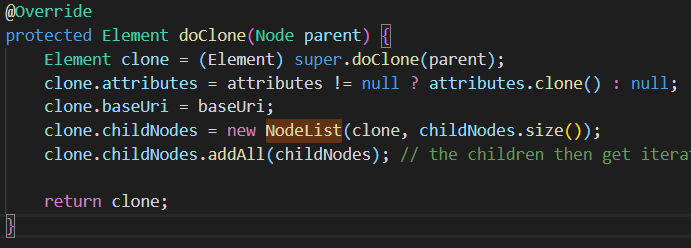 @Override
protected Element doClone(Node parent) {
    Element clone = (Element) super.doClone(parent);
    clone.attributes = attributes != null ? attributes.clone() : null;
    clone.baseUri = baseUri;
    clone.childNodes = new NodeList(clone, childNodes.size());
    clone.childNodes.addAll(childNodes); // the children then get itera
    return clone;
}